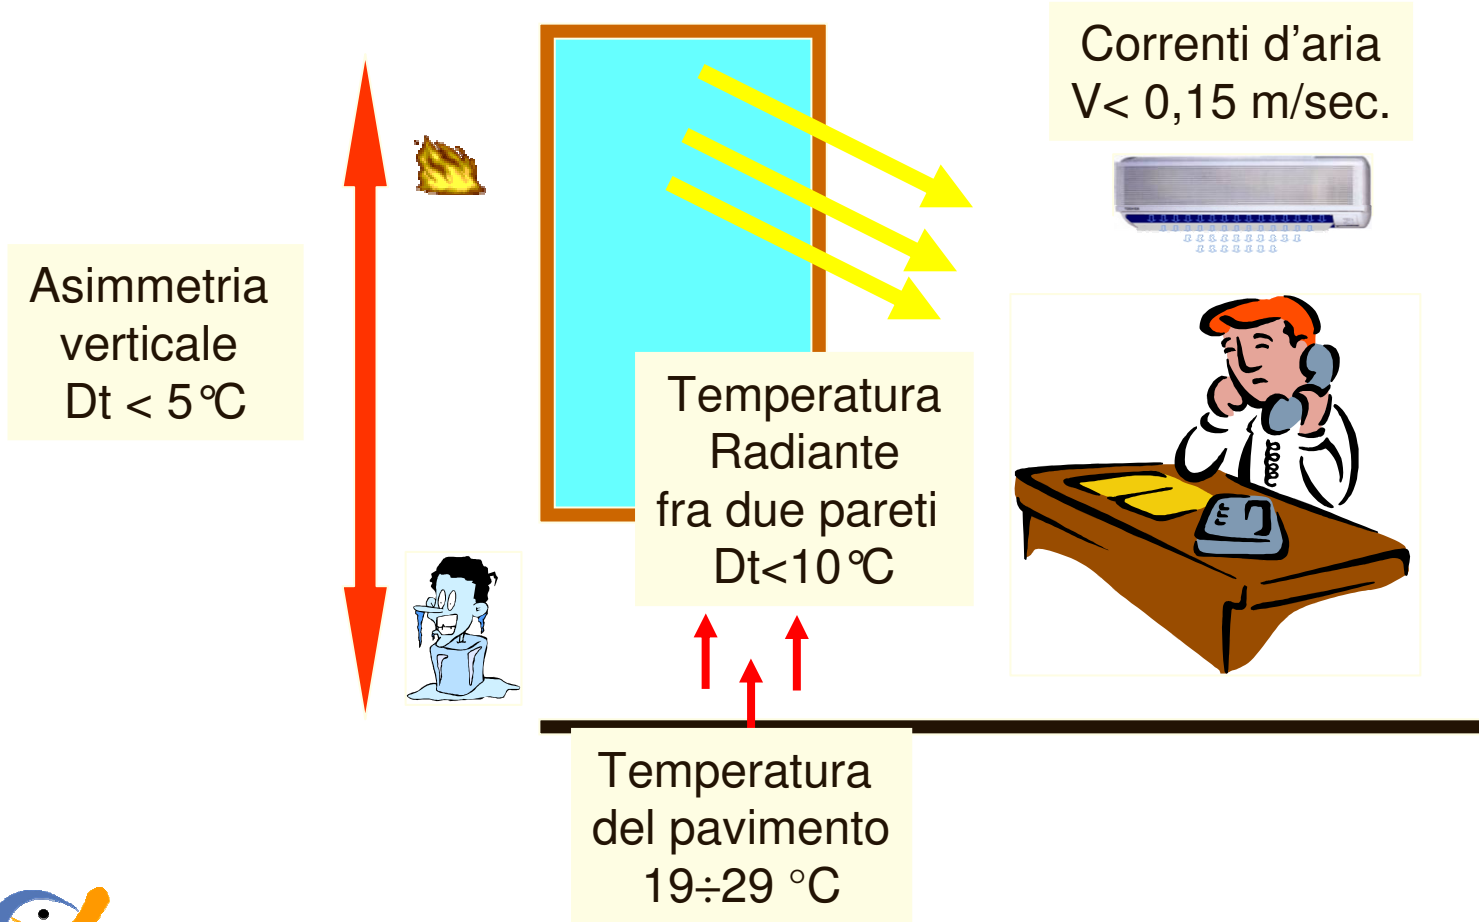 Correnti d’aria
V< 0,15 m/sec.
Asimmetria
verticale
Dt < 5°C
Temperatura
Radiante
fra due pareti
Dt<10°C
Temperatura
del pavimento
19÷29 °C